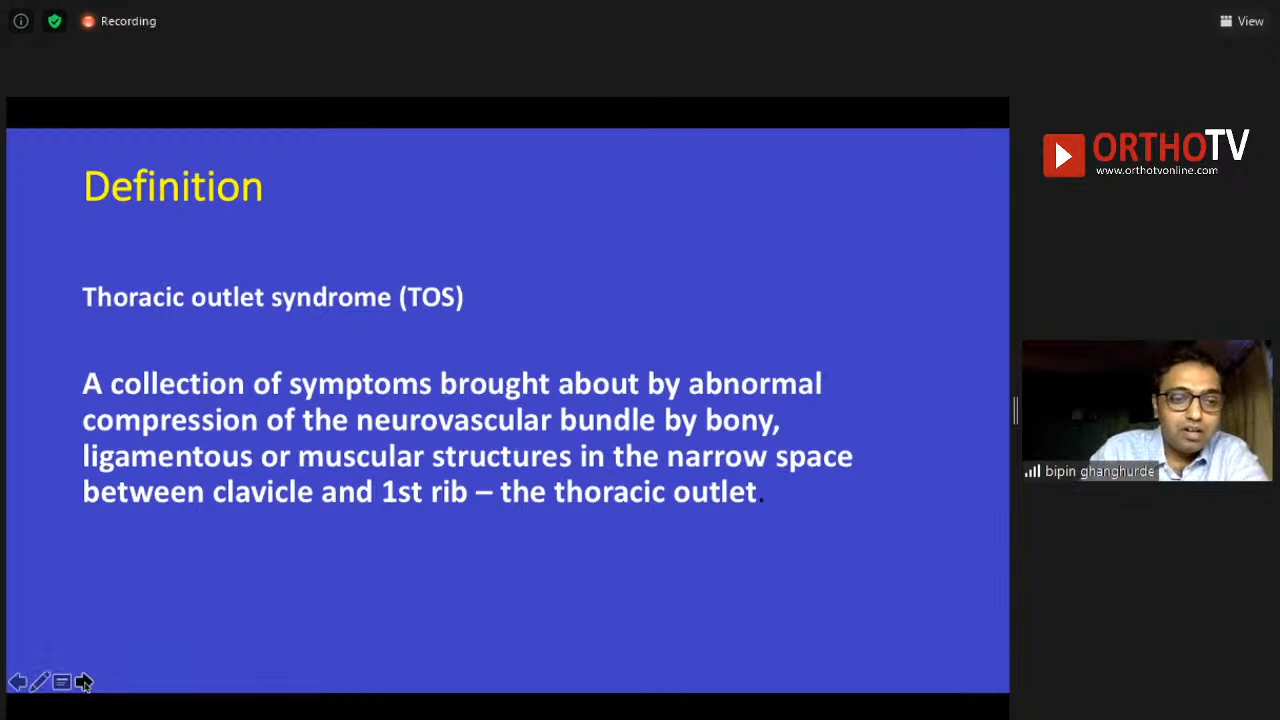 Recording
View
ORTHOTV
www.orthotvonline.com
Definition
Thoracic outlet syndrome (TOS)
A collection of symptoms brought about by abnormal
compression of the neurovascular bundle by bony,
ligamentous or muscular structures in the narrow space
between clavicle and 1st rib – the thoracic outlet.
bipin ghanghurde